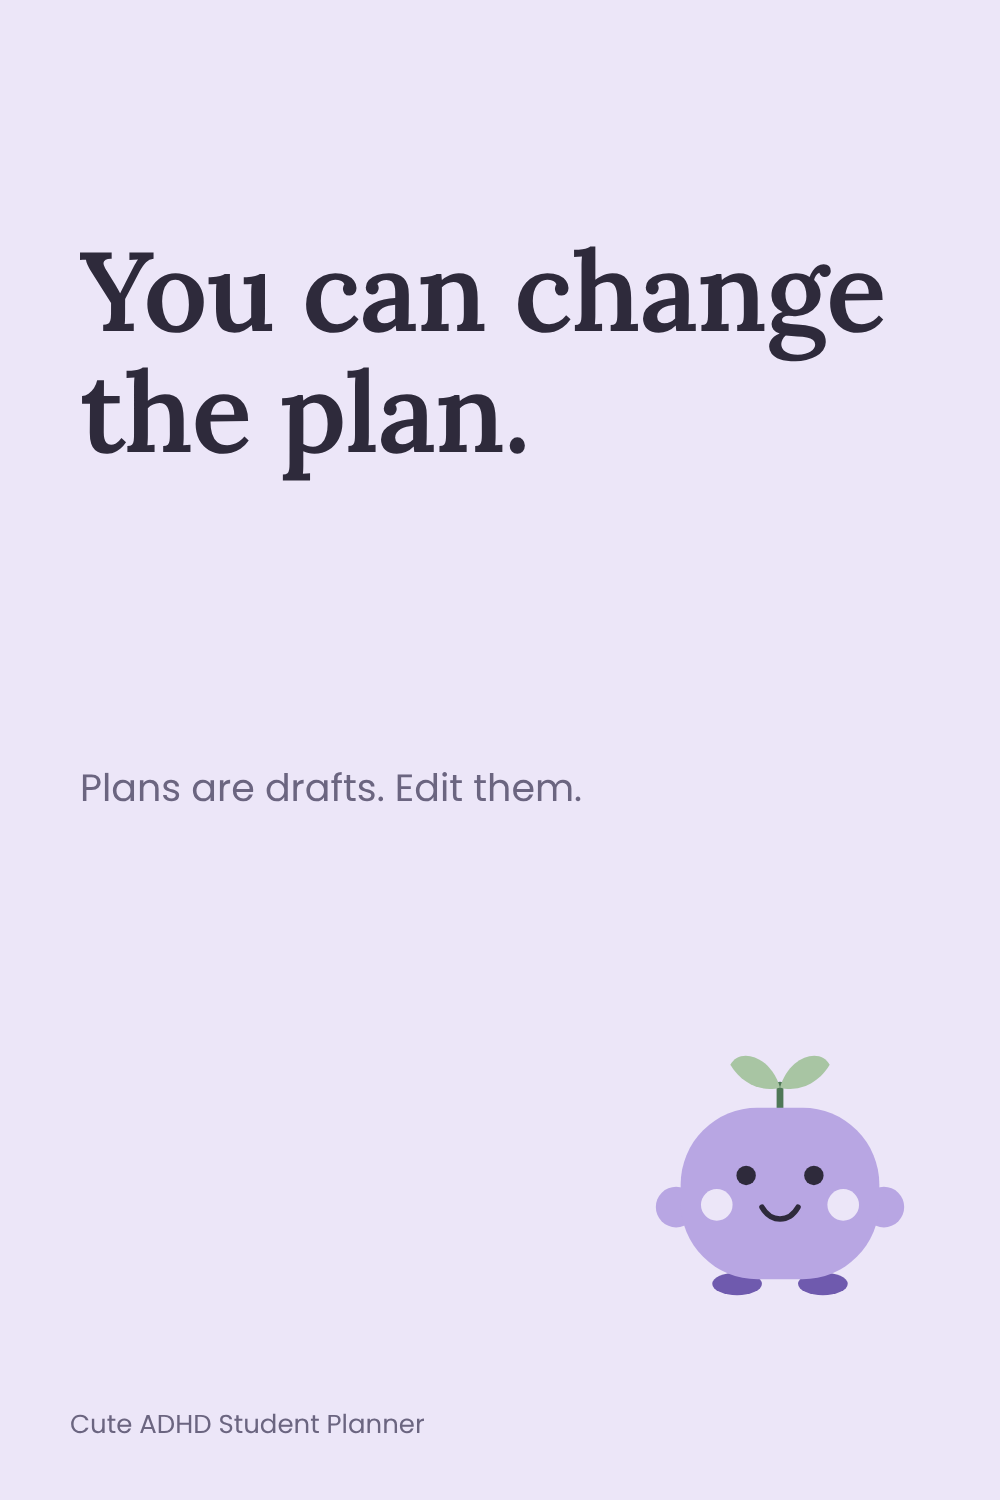 You can change
the plan.
Plans are drafts. Edit them.
Cute ADHD Student Planner